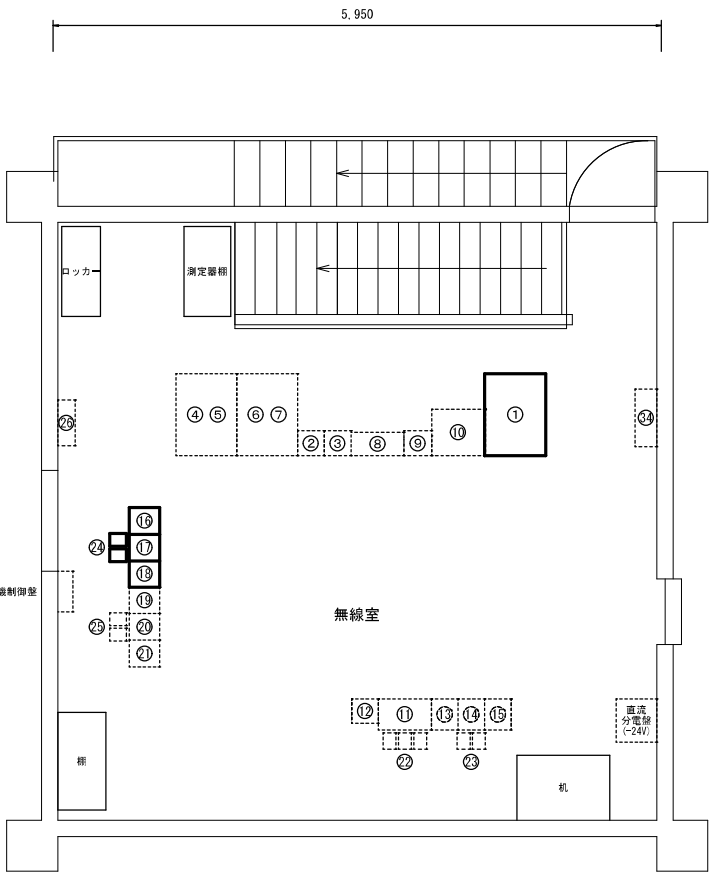 5,950
ロッカー
測定器棚
㉖
④ ⑤
⑥ ⑦
②
③
⑧
⑨
⑩
①
㉞
⑯
㉔
⑰
⑱
機制御盤
⑲
㉕
⑳
㉑
無線室
⑫
⑪
⑬
⑭
⑮
直流
分電盤
(-24V)
㉒
㉓
棚
机